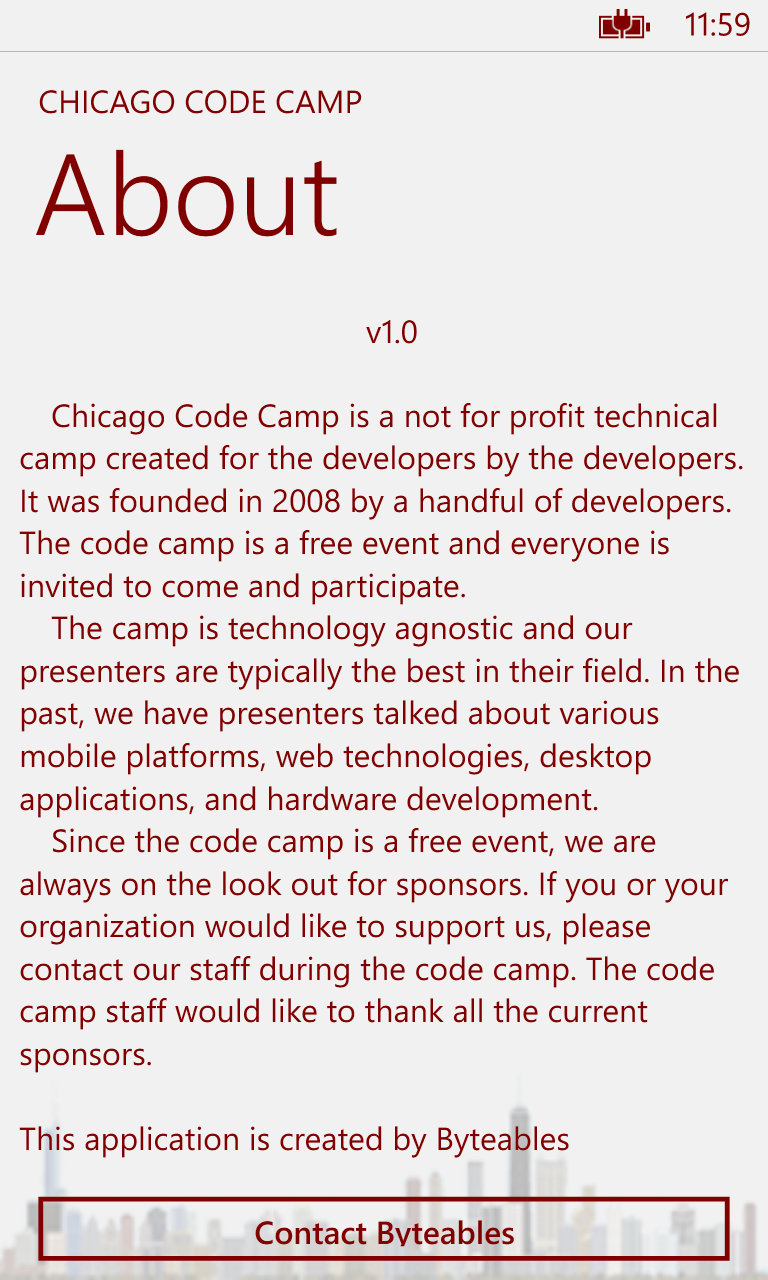 11:59
CHICAGO CODE CAMP
About
v1.0
Chicago Code Camp is a not for profit technical
camp created for the developers by the developers.
It was founded in 2008 by a handful of developers.
The code camp is a free event and everyone is
invited to come and participate.
The camp is technology agnostic and our
presenters are typically the best in their field. In the
past, we have presenters talked about various
mobile platforms, web technologies, desktop
applications, and hardware development.
Since the code camp is a free event, we are
always on the look out for sponsors. If you or your
organization would like to support us, please
contact our staff during the code camp. The code
camp staff would like to thank all the current
sponsors.
This application is created by Byteables
Contact Byteables